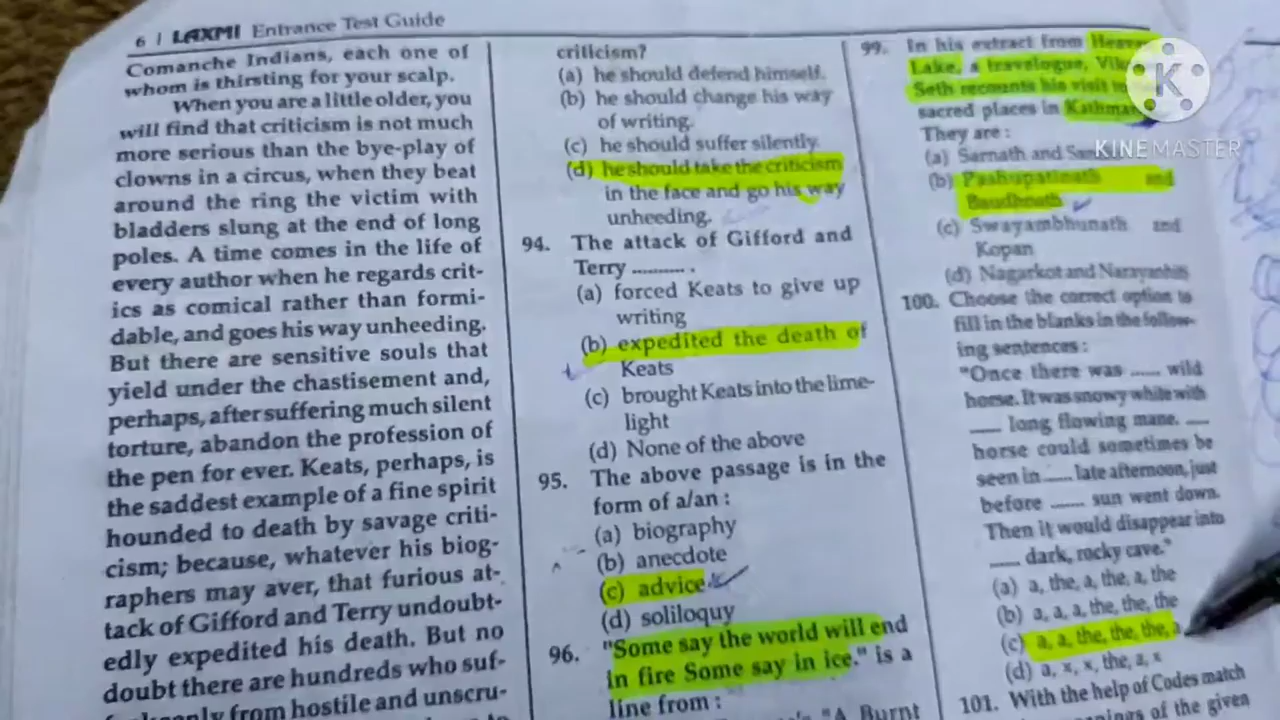 6 | LAXMI Entrance Test Guide
Comanche Indians, each one of
whom is thirsting for your scalp.
When you are a little older, you
will find that criticism is not much
more serious than the bye-play of
clowns in a circus, when they beat
around the ring the victim with
bladders slung at the end of long
poles. A time comes in the life of
every author when he regards crit-
ics as comical rather than formi-
dable, and goes his way unheeding.
But there are sensitive souls that
yield under the chastisement and,
perhaps, after suffering much silent
torture, abandon the profession of
the pen for ever. Keats, perhaps, is
the saddest example of a fine spirit
hounded to death by savage criti-
cism; because, whatever his biog-
raphers may aver, that furious at-
tack of Gifford and Terry undoubt-
edly expedited his death. But no
doubt there are hundreds who suf-
from hostile and unscru-
criticism?
(a) he should defend himself.
(b) he should change his way
of writing.
(c) he should suffer silently.
(d) he should take the criticism
in the face and go his way
unheeding.
94. The attack of Gifford and
Terry .......... .
(a) forced Keats to give up
writing
(b) expedited the death of
Keats
(c) brought Keats into the lime-
light
(d) None of the above
95. The above passage is in the
form of a/an :
(a) biography
(b) anecdote
(c) advice
(d) soliloquy
96. "Some say the world will end
in fire Some say in ice." is a
line from :
"A Burnt
99. In his extract from
Lake, a travelogue,
Seth recounts his visit
sacred places in
They are :
(a) Sarnath and
(b) Pashupatinath and
Baudhnath
(c) Swayambhunath and
Kopan
(d) Nagarkot and Narayanhiti
100. Choose the correct option to
fill in the blanks in the follow-
ing sentences :
"Once there was ...... wild
horse. It was snowy white with
...... long flowing mane. .....
horse could sometimes be
seen in ...... late afternoon, just
before ....... sun went down.
Then it would disappear into
...... dark, rocky cave."
(a) a, the, a, the, a, the
(b) a, a, a, the, the, the
(c) a, a, the, the, the, a
(d) a, x, x, the, a, x
101. With the help of Codes match
of the given
K
KINEMASTER